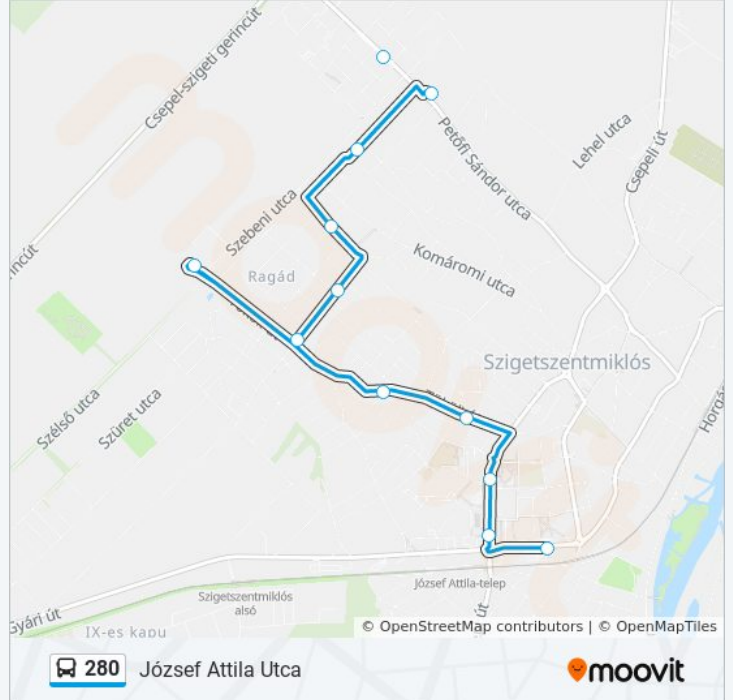 Csepel-szigeti gerincút
Petőfi Sándor utca
Lehel utca
Csepeli út
Szebeni utca
Ragád
Komáromi utca
Szigetszentmiklós
Szélső utca
Szüret utca
József Attila-telep
Szigetszentmiklós
alsó
Gyári út
út
IX-es kapu
© OpenStreetMap contributors | © OpenMapTiles
280 József Attila Utca
moovit